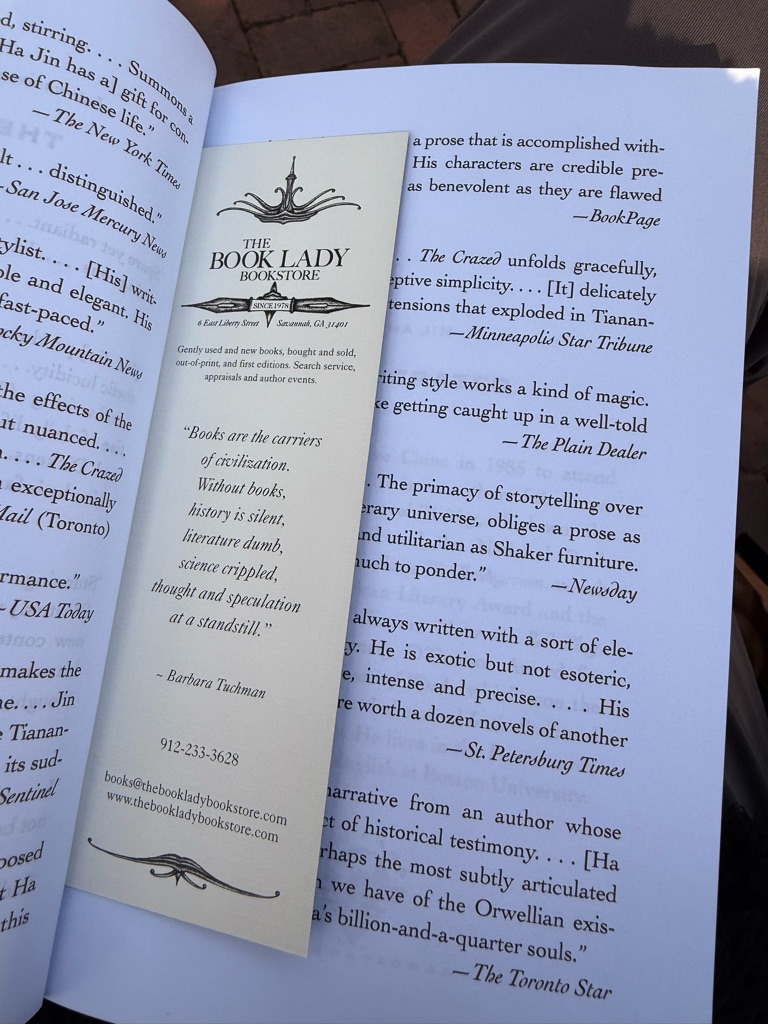 d, stirring. . . . Summons a
Ha Jin has a] gift for con-
se of Chinese life.”
—The New York Times
lt . . . distinguished.”
-San Jose Mercury News
tylist. . . . [His] writ-
ple and elegant. His
fast-paced.”
ocky Mountain News
the effects of the
ut nuanced. . . .
. . . . The Crazed
n exceptionally
Mail (Toronto)
rmance.”
—USA Today
makes the
ne. . . . Jin
e Tianan-
its sud-
Sentinel
posed
t Ha
this
THE
BOOK LADY
BOOKSTORE
SINCE 1978
6 East Liberty Street Savannah, GA 31401
Gently used and new books, bought and sold,
out-of-print, and first editions. Search service,
appraisals and author events.
“Books are the carriers
of civilization.
Without books,
history is silent,
literature dumb,
science crippled,
thought and speculation
at a standstill.”
~ Barbara Tuchman
912-233-3628
books@thebookladybookstore.com
www.thebookladybookstore.com
a prose that is accomplished with-
His characters are credible pre-
as benevolent as they are flawed
—BookPage
. . The Crazed unfolds gracefully,
eptive simplicity. . . . [It] delicately
tensions that exploded in Tianan-
—Minneapolis Star Tribune
iting style works a kind of magic.
ke getting caught up in a well-told
—The Plain Dealer
. The primacy of storytelling over
erary universe, obliges a prose as
nd utilitarian as Shaker furniture.
uch to ponder.”
—Newsday
always written with a sort of ele-
y. He is exotic but not esoteric,
e, intense and precise. . . . His
re worth a dozen novels of another
—St. Petersburg Times
narrative from an author whose
ct of historical testimony. . . . [Ha
rhaps the most subtly articulated
n we have of the Orwellian exis-
a’s billion-and-a-quarter souls.”
—The Toronto Star